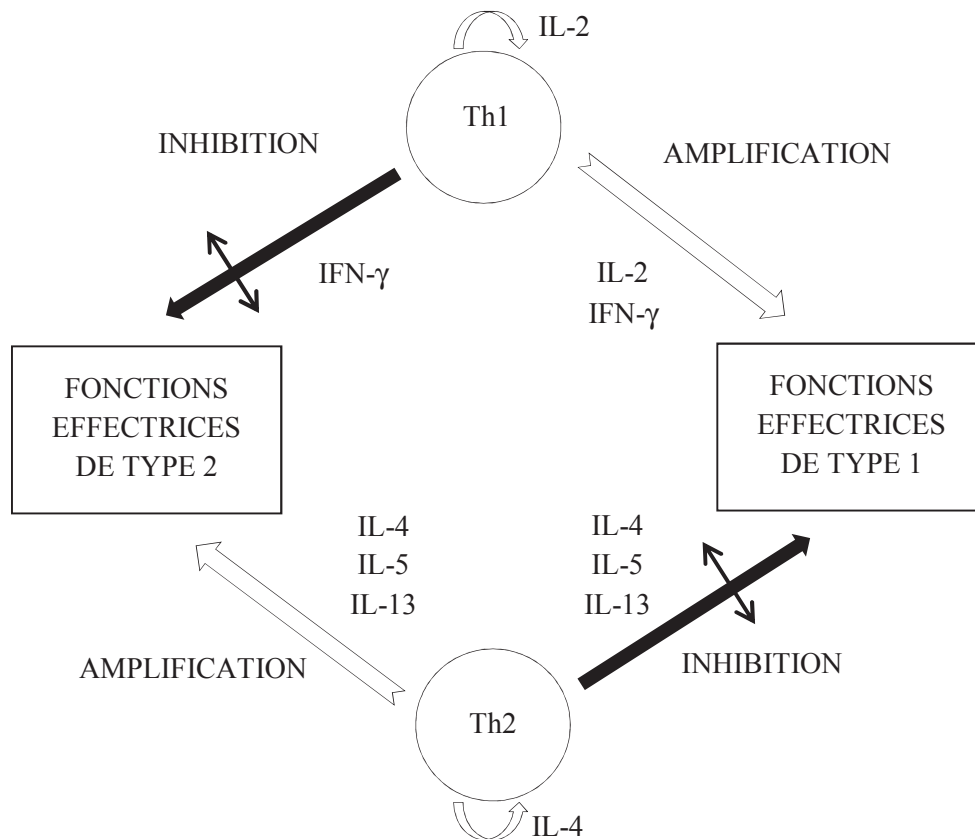 IL-2
Th1
INHIBITION
AMPLIFICATION
IFN-γ
IL-2
IFN-γ
FONCTIONS
EFFECTRICES
DE TYPE 2
FONCTIONS
EFFECTRICES
DE TYPE 1
IL-4
IL-5
IL-13
IL-4
IL-5
IL-13
AMPLIFICATION
INHIBITION
Th2
IL-4